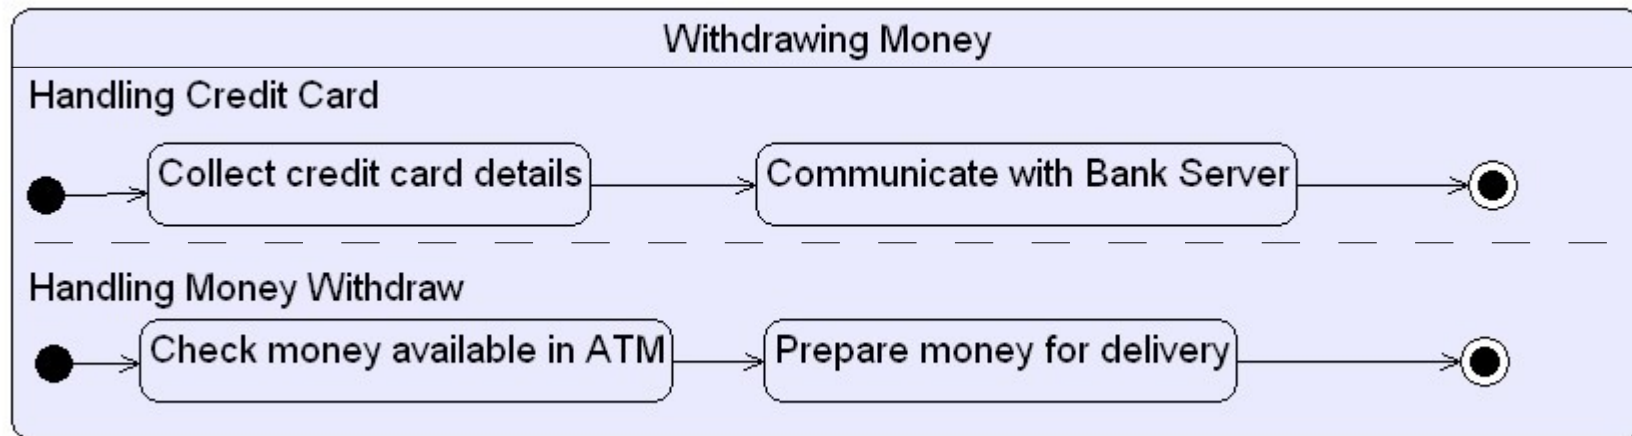 Withdrawing Money
Handling Credit Card
Collect credit card details
Communicate with Bank Server
Handling Money Withdraw
Check money available in ATM
Prepare money for delivery